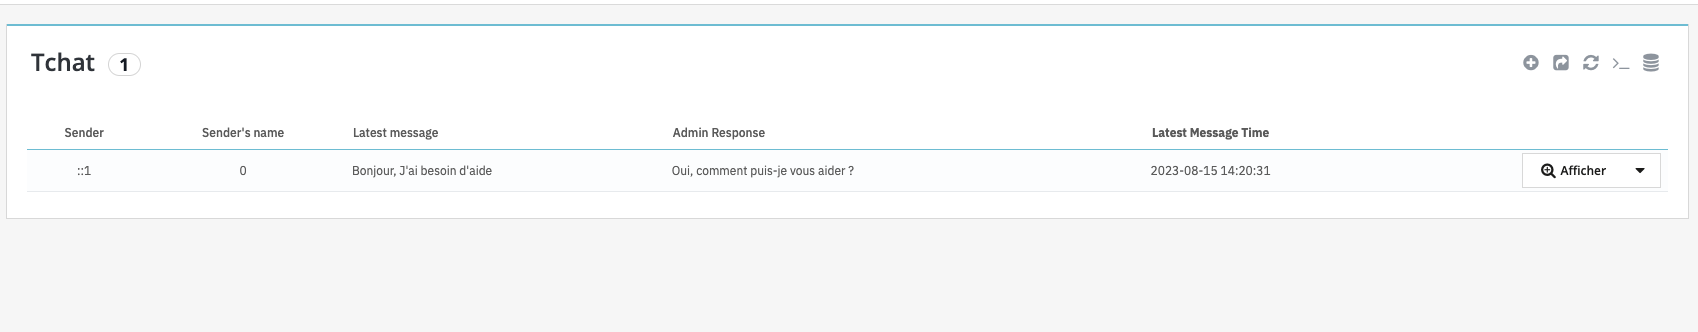 Tchat 1
Sender Sender's name Latest message Admin Response Latest Message Time
::1 0 Bonjour, J'ai besoin d'aide Oui, comment puis-je vous aider ? 2023-08-15 14:20:31 Afficher